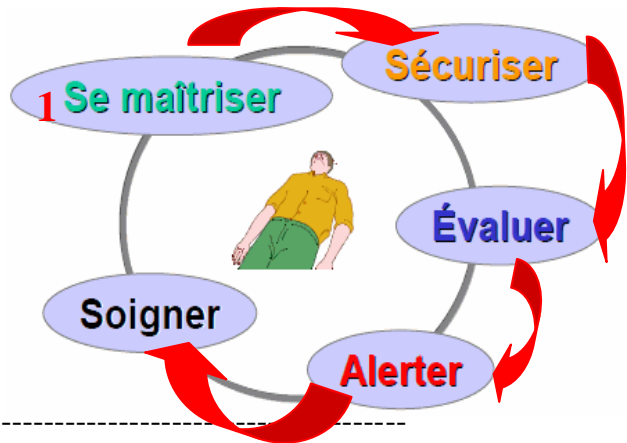 1 Se maîtriser
Sécuriser
Évaluer
Alerter
Soigner